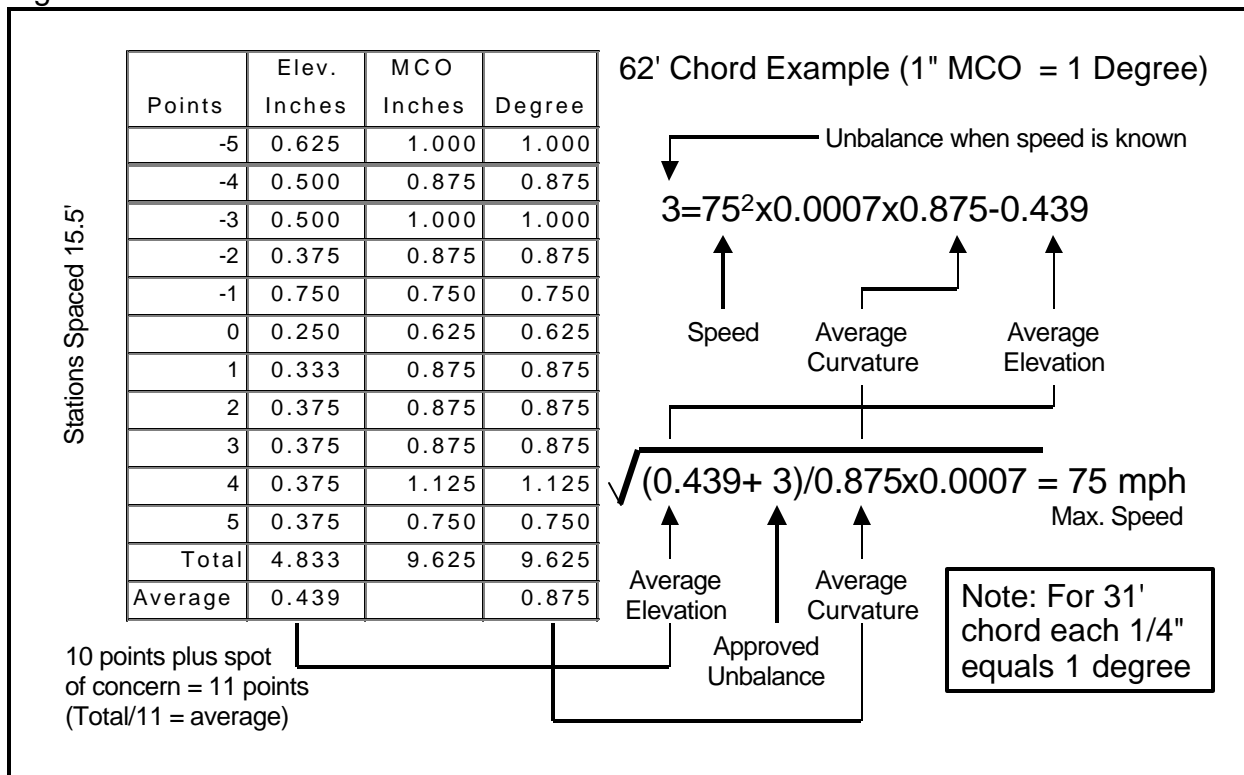 62' Chord Example (1" MCO = 1 Degree)
Elev. MCO
Points Inches Inches Degree
-5 0.625 1.000 1.000
-4 0.500 0.875 0.875
-3 0.500 1.000 1.000
-2 0.375 0.875 0.875
-1 0.750 0.750 0.750
0 0.250 0.625 0.625
1 0.333 0.875 0.875
2 0.375 0.875 0.875
3 0.375 0.875 0.875
4 0.375 1.125 1.125
5 0.375 0.750 0.750
Total 4.833 9.625 9.625
Average 0.439 0.875
Stations Spaced 15.5'
10 points plus spot
of concern = 11 points
(Total/11 = average)
Unbalance when speed is known
3=75²x0.0007x0.875-0.439
Speed
Average
Curvature
Average
Elevation
√(0.439+ 3)/0.875x0.0007 = 75 mph
Max. Speed
Average
Elevation
Approved
Unbalance
Average
Curvature
Note: For 31'
chord each 1/4"
equals 1 degree